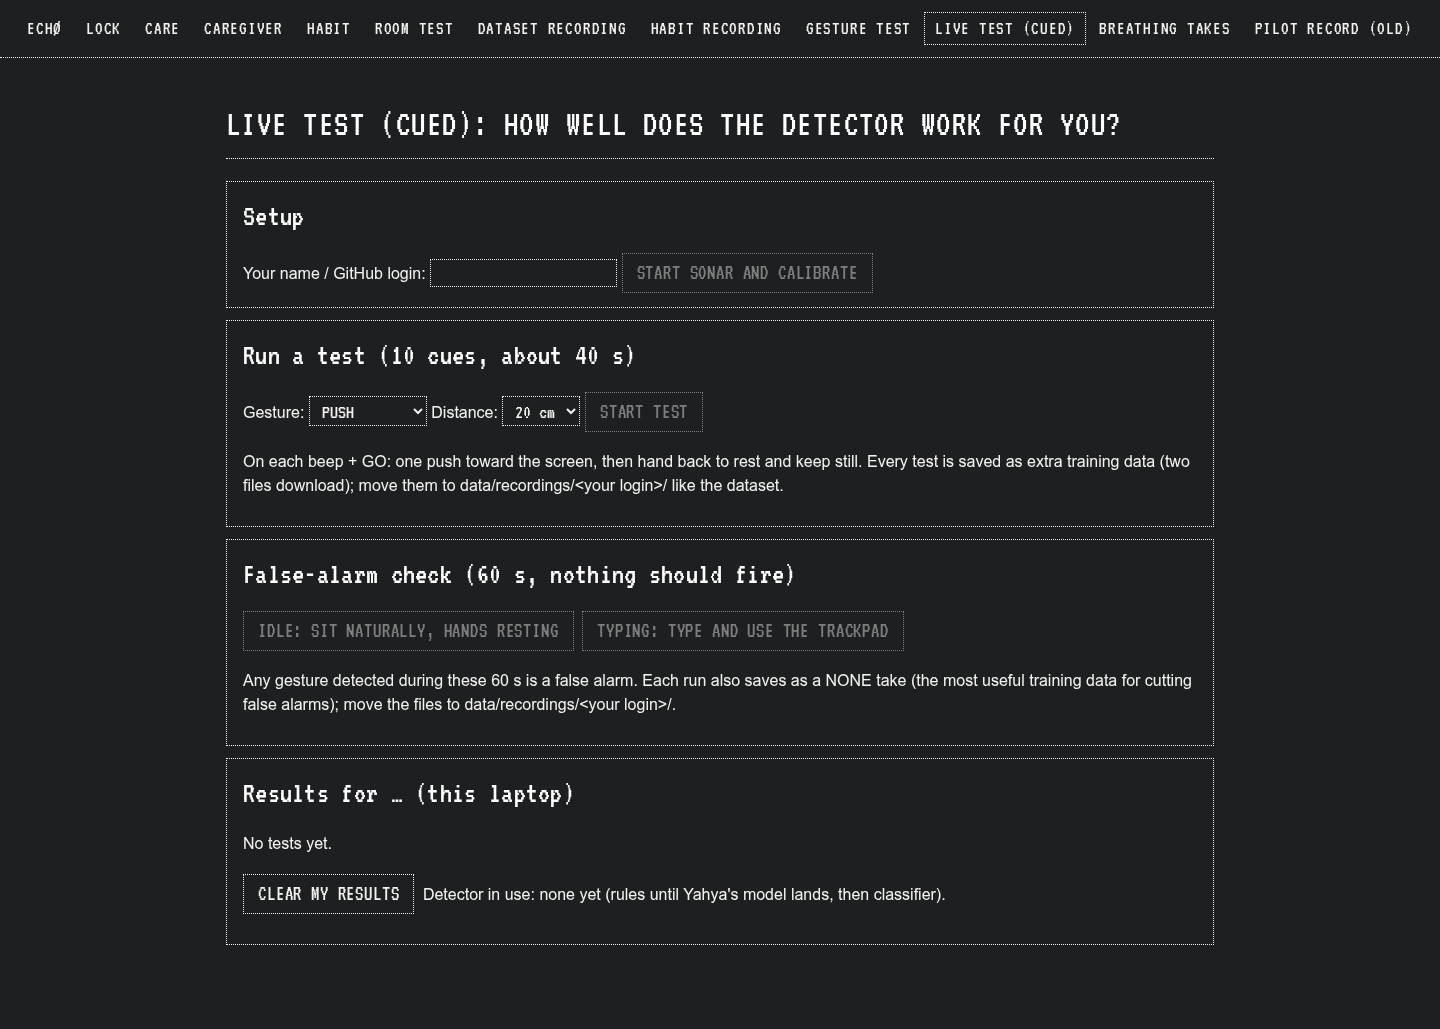 ECHØ LOCK CARE CAREGIVER HABIT ROOM TEST DATASET RECORDING HABIT RECORDING GESTURE TEST LIVE TEST (CUED) BREATHING TAKES PILOT RECORD (OLD)
LIVE TEST (CUED): HOW WELL DOES THE DETECTOR WORK FOR YOU?
Setup
Your name / GitHub login: START SONAR AND CALIBRATE
Run a test (10 cues, about 40 s)
Gesture: PUSH Distance: 20 cm START TEST
On each beep + GO: one push toward the screen, then hand back to rest and keep still. Every test is saved as extra training data (two
files download); move them to data/recordings/<your login>/ like the dataset.
False-alarm check (60 s, nothing should fire)
IDLE: SIT NATURALLY, HANDS RESTING TYPING: TYPE AND USE THE TRACKPAD
Any gesture detected during these 60 s is a false alarm. Each run also saves as a NONE take (the most useful training data for cutting
false alarms); move the files to data/recordings/<your login>/.
Results for … (this laptop)
No tests yet.
CLEAR MY RESULTS Detector in use: none yet (rules until Yahya's model lands, then classifier).